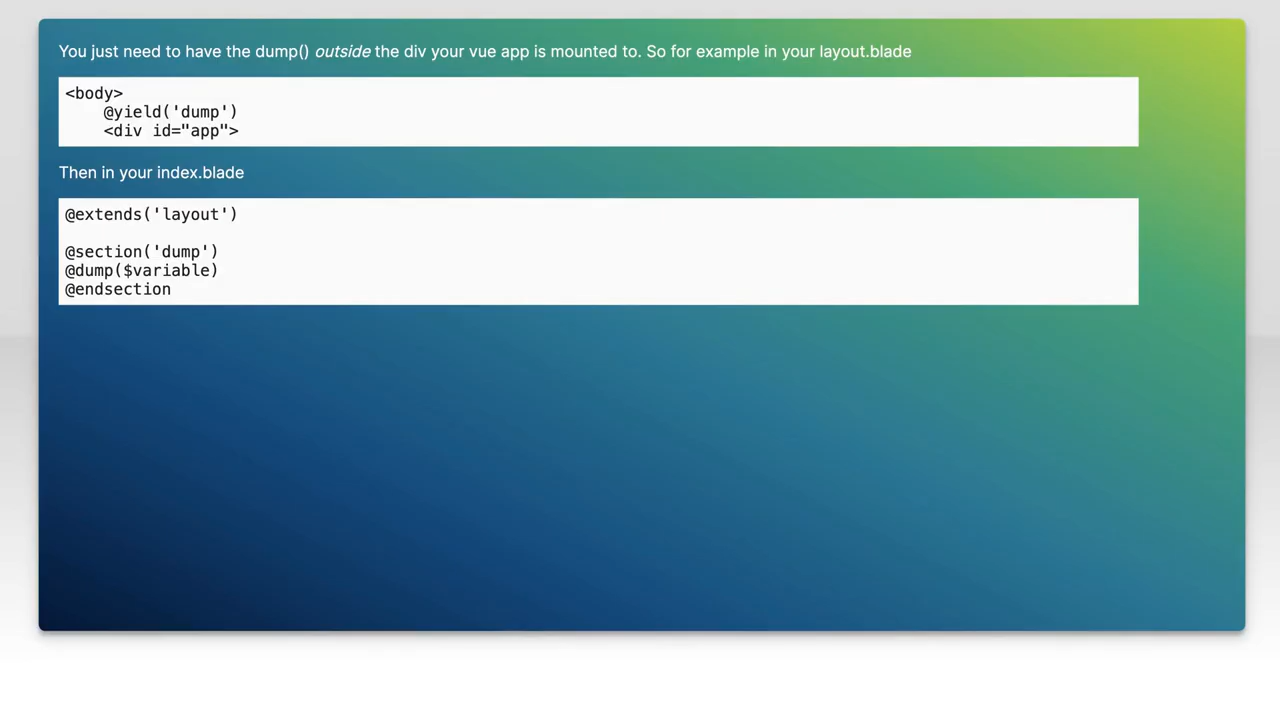 You just need to have the dump() outside the div your vue app is mounted to. So for example in your layout.blade
<body>
    @yield('dump')
    <div id="app">
Then in your index.blade
@extends('layout')

@section('dump')
@dump($variable)
@endsection